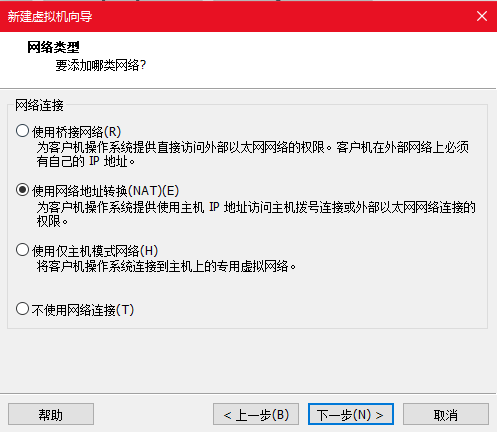 新建虚拟机向导
网络类型
要添加哪类网络?
网络连接
使用桥接网络(R)
为客户机操作系统提供直接访问外部以太网网络的权限。客户机在外部网络上必须
有自己的 IP 地址。
使用网络地址转换(NAT)(E)
为客户机操作系统提供使用主机 IP 地址访问主机拨号连接或外部以太网网络连接的
权限。
使用仅主机模式网络(H)
将客户机操作系统连接到主机上的专用虚拟网络。
不使用网络连接(T)
帮助
< 上一步(B)
下一步(N) >
取消